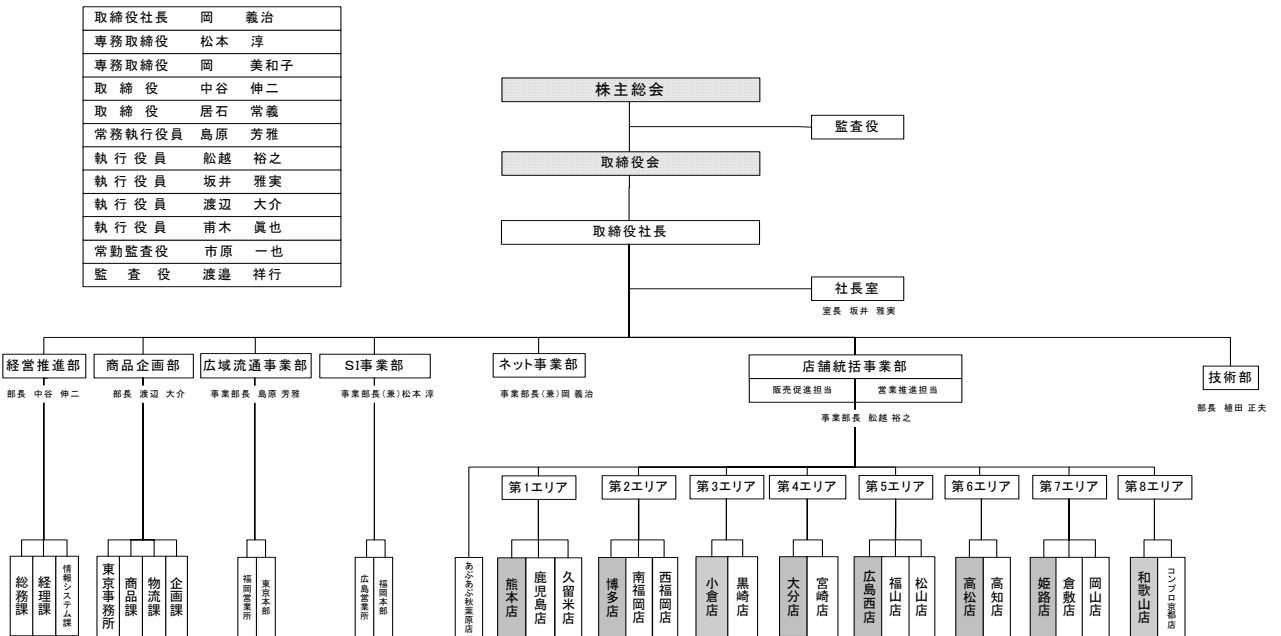 取締役社長 岡 義治
専務取締役 松本 淳
専務取締役 岡 美和子
取締役 中谷 伸二
取締役 居石 常義
常務執行役員 島原 芳雅
執行役員 舩越 裕之
執行役員 坂井 雅実
執行役員 渡辺 大介
執行役員 甫木 眞也
常勤監査役 市原 一也
監査役 渡邉 祥行
株主総会
監査役
取締役会
取締役社長
社長室
室長 坂井 雅実
経営推進部
部長 中谷 伸二
商品企画部
部長 渡辺 大介
広域流通事業部
事業部長 島原 芳雅
SI事業部
事業部長(兼)松本 淳
ネット事業部
事業部長(兼)岡 義治
店舗統括事業部
販売促進担当 営業推進担当
事業部長 舩越 裕之
技術部
部長 植田 正夫
第1エリア
第2エリア
第3エリア
第4エリア
第5エリア
第6エリア
第7エリア
第8エリア
総務課
経理課
情報システム課
東京事務所
商品課
物流課
企画課
福岡営業所
東京本部
広島営業所
福岡本部
あぷあぷ秋葉原店
熊本店
鹿児島店
久留米店
博多店
南福岡店
西福岡店
小倉店
黒崎店
大分店
宮崎店
広島西店
福山店
松山店
高松店
高知店
姫路店
倉敷店
岡山店
和歌山店
コンプロ京都店